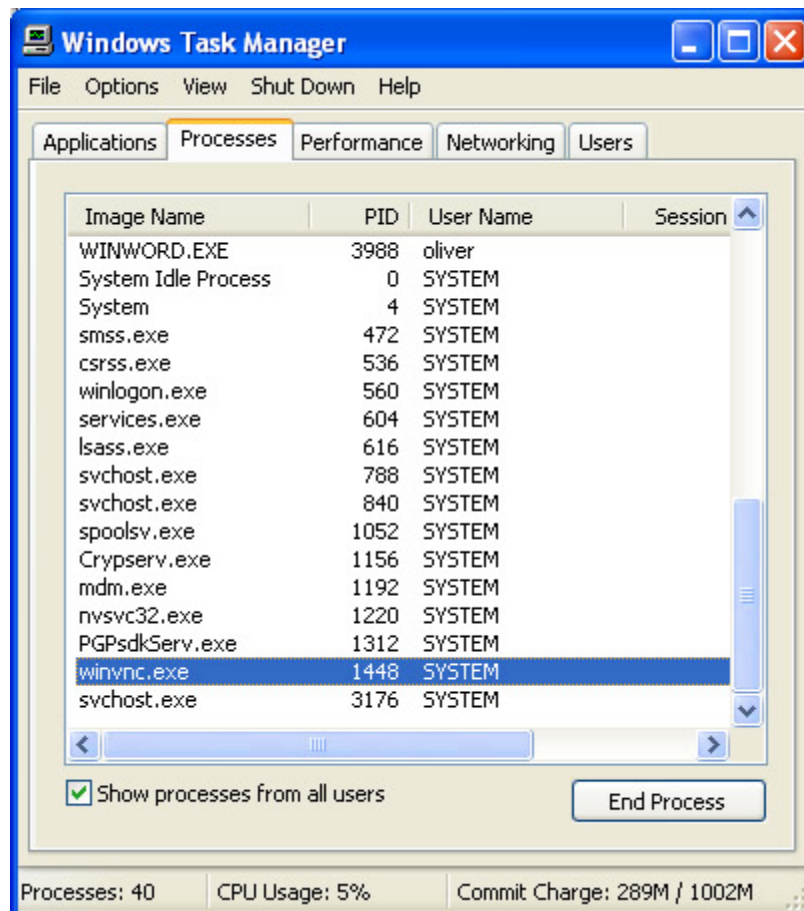 Windows Task Manager
File Options View Shut Down Help
Applications Processes Performance Networking Users
Image Name PID User Name Session
WINWORD.EXE 3988 oliver
System Idle Process 0 SYSTEM
System 4 SYSTEM
smss.exe 472 SYSTEM
csrss.exe 536 SYSTEM
winlogon.exe 560 SYSTEM
services.exe 604 SYSTEM
lsass.exe 616 SYSTEM
svchost.exe 788 SYSTEM
svchost.exe 840 SYSTEM
spoolsv.exe 1052 SYSTEM
Crypserv.exe 1156 SYSTEM
mdm.exe 1192 SYSTEM
nvsvc32.exe 1220 SYSTEM
PGPsdkServ.exe 1312 SYSTEM
winvnc.exe 1448 SYSTEM
svchost.exe 3176 SYSTEM
Show processes from all users End Process
Processes: 40 CPU Usage: 5% Commit Charge: 289M / 1002M